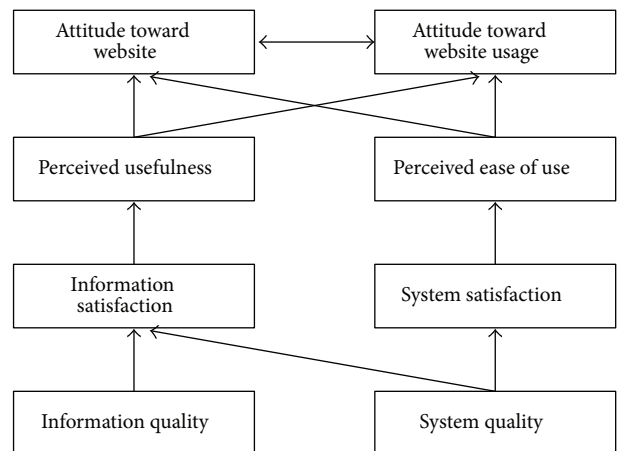 Attitude toward
website
Attitude toward
website usage
Perceived usefulness
Perceived ease of use
Information
satisfaction
System satisfaction
Information quality
System quality